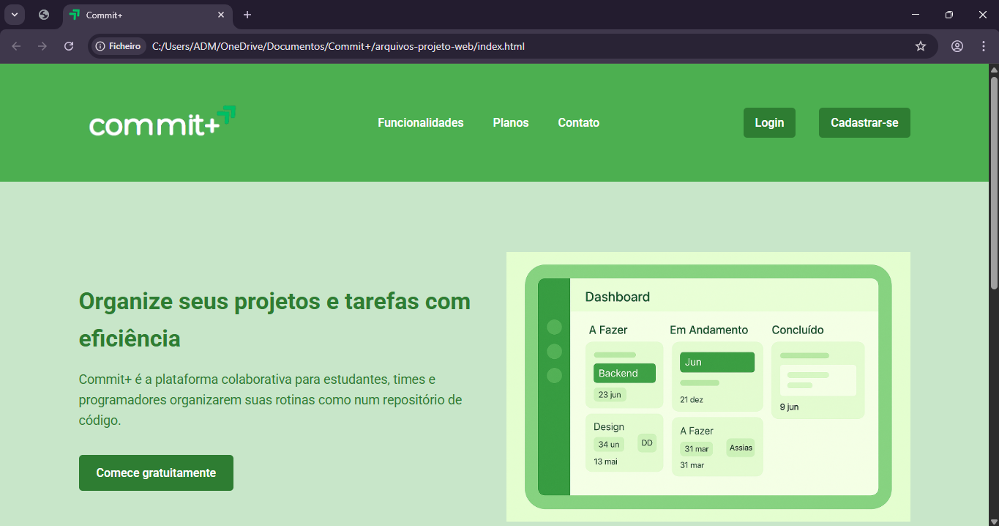 Commit+
Ficheiro C:/Users/ADM/OneDrive/Documentos/Commit+/arquivos-projeto-web/index.html
commit+ Funcionalidades Planos Contato Login Cadastrar-se
Organize seus projetos e tarefas com
eficiência
Commit+ é a plataforma colaborativa para estudantes, times e
programadores organizarem suas rotinas como num repositório de
código.
Comece gratuitamente
Dashboard
A Fazer
Backend
23 jun
Design
34 un DD
13 mai
Em Andamento
Jun
21 dez
A Fazer
31 mar Assias
31 mar
Concluído
9 jun